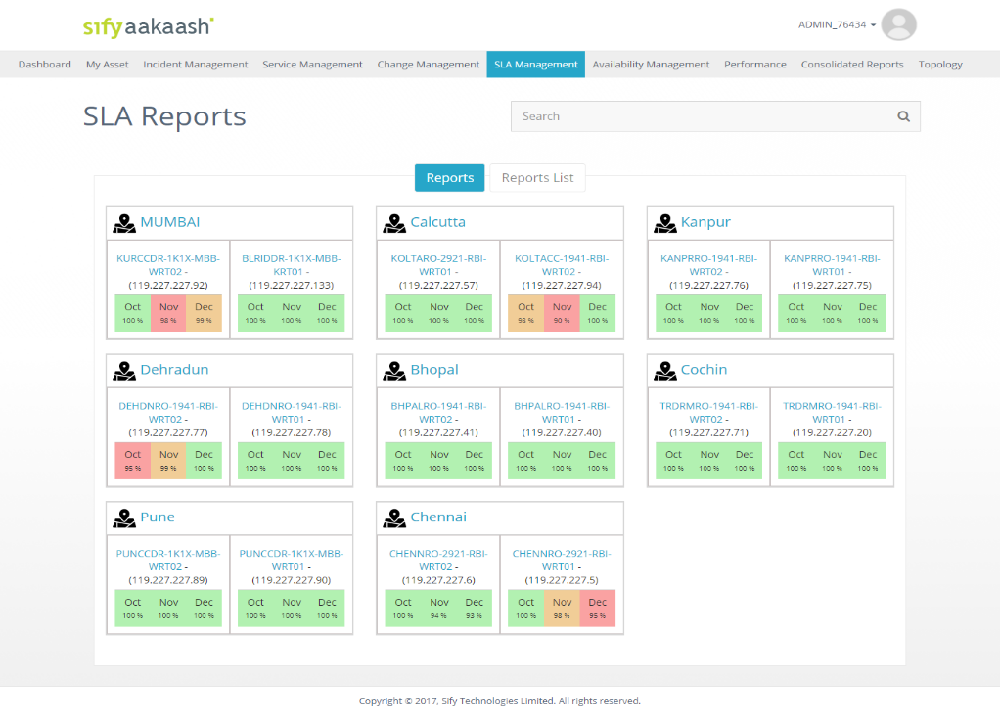 sifyaakaash
ADMIN_76434
Dashboard My Asset Incident Management Service Management Change Management SLA Management Availability Management Performance Consolidated Reports Topology
SLA Reports
Search
Reports Reports List
MUMBAI
KURCCDR-1K1X-MBB-
WRT02 -
(119.227.227.92)
Oct Nov Dec
100 % 98 % 99 %
BLRIDDR-1K1X-MBB-
KRT01 -
(119.227.227.133)
Oct Nov Dec
100 % 100 % 100 %
Calcutta
KOLTARO-2921-RBI-
WRT01 -
(119.227.227.57)
Oct Nov Dec
100 % 100 % 100 %
KOLTACC-1941-RBI-
WRT02 -
(119.227.227.94)
Oct Nov Dec
98 % 90 % 100 %
Kanpur
KANPRRO-1941-RBI-
WRT02 -
(119.227.227.76)
Oct Nov Dec
100 % 100 % 100 %
KANPRRO-1941-RBI-
WRT01 -
(119.227.227.75)
Oct Nov Dec
100 % 100 % 100 %
Dehradun
DEHDNRO-1941-RBI-
WRT02 -
(119.227.227.77)
Oct Nov Dec
95 % 99 % 100 %
DEHDNRO-1941-RBI-
WRT01 -
(119.227.227.78)
Oct Nov Dec
100 % 100 % 100 %
Bhopal
BHPALRO-1941-RBI-
WRT02 -
(119.227.227.41)
Oct Nov Dec
100 % 100 % 100 %
BHPALRO-1941-RBI-
WRT01 -
(119.227.227.40)
Oct Nov Dec
100 % 100 % 100 %
Cochin
TRDRMRO-1941-RBI-
WRT02 -
(119.227.227.71)
Oct Nov Dec
100 % 100 % 100 %
TRDRMRO-1941-RBI-
WRT01 -
(119.227.227.20)
Oct Nov Dec
100 % 100 % 100 %
Pune
PUNCCDR-1K1X-MBB-
WRT02 -
(119.227.227.89)
Oct Nov Dec
100 % 100 % 100 %
PUNCCDR-1K1X-MBB-
WRT01 -
(119.227.227.90)
Oct Nov Dec
100 % 100 % 100 %
Chennai
CHENNRO-2921-RBI-
WRT02 -
(119.227.227.6)
Oct Nov Dec
100 % 94 % 93 %
CHENNRO-2921-RBI-
WRT01 -
(119.227.227.5)
Oct Nov Dec
100 % 98 % 95 %
Copyright © 2017, Sify Technologies Limited. All rights reserved.